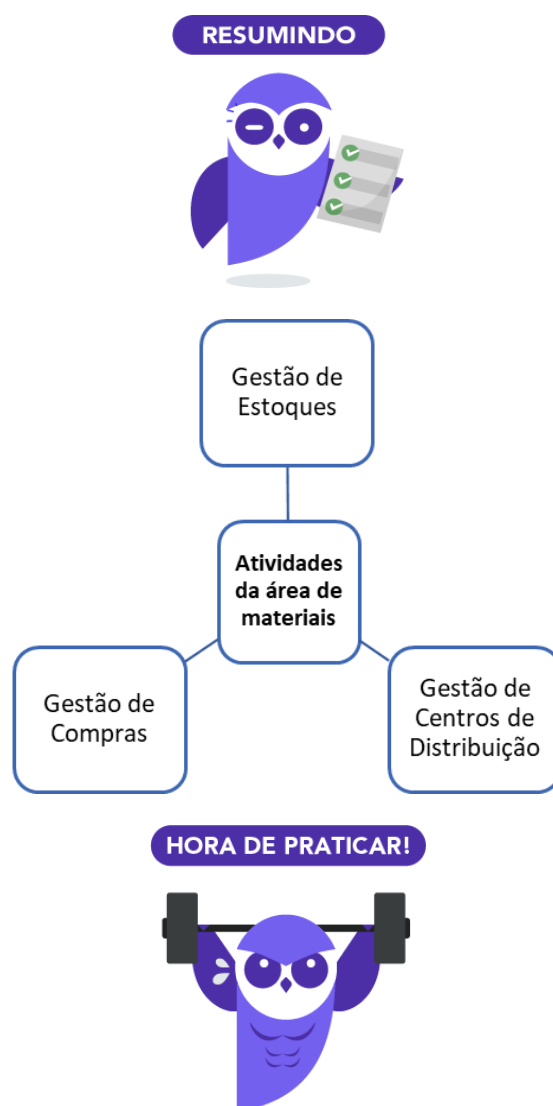 RESUMINDO
Gestão de
Estoques
Atividades
da área de
materiais
Gestão de
Compras
Gestão de
Centros de
Distribuição
HORA DE PRATICAR!